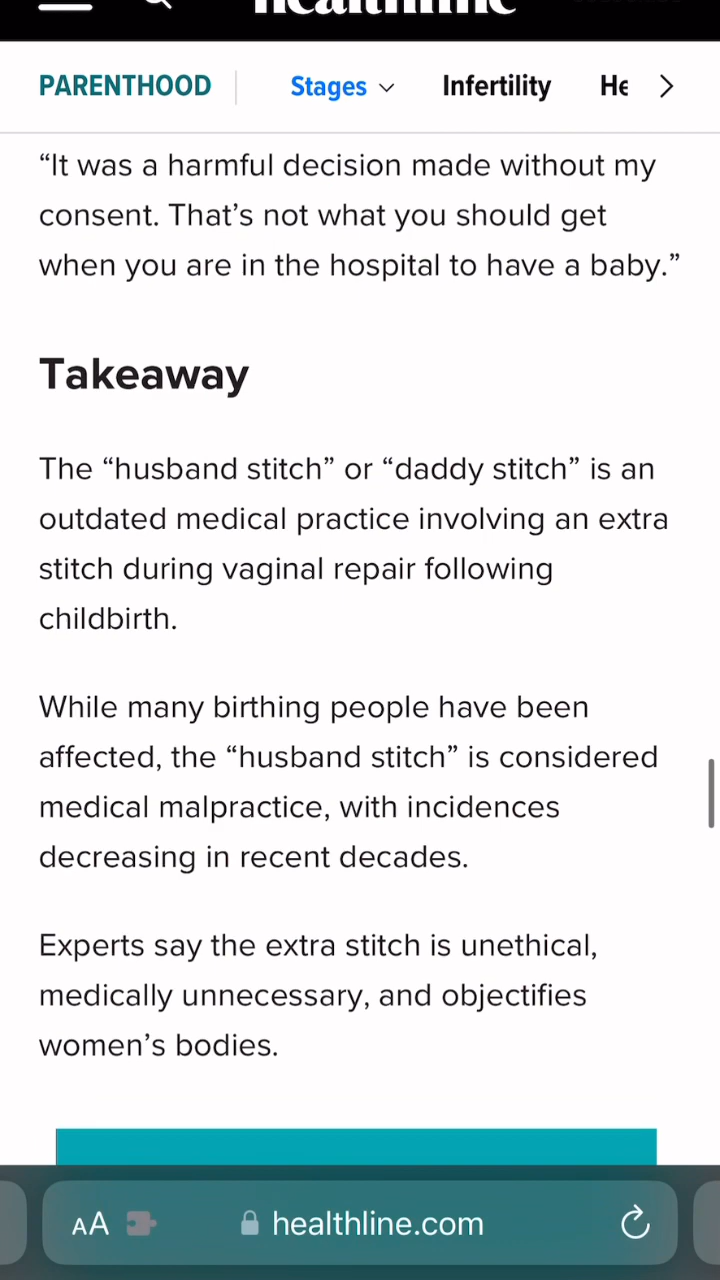 healthline
PARENTHOOD Stages Infertility He
“It was a harmful decision made without my
consent. That’s not what you should get
when you are in the hospital to have a baby.”
Takeaway
The “husband stitch” or “daddy stitch” is an
outdated medical practice involving an extra
stitch during vaginal repair following
childbirth.
While many birthing people have been
affected, the “husband stitch” is considered
medical malpractice, with incidences
decreasing in recent decades.
Experts say the extra stitch is unethical,
medically unnecessary, and objectifies
women’s bodies.
AA healthline.com